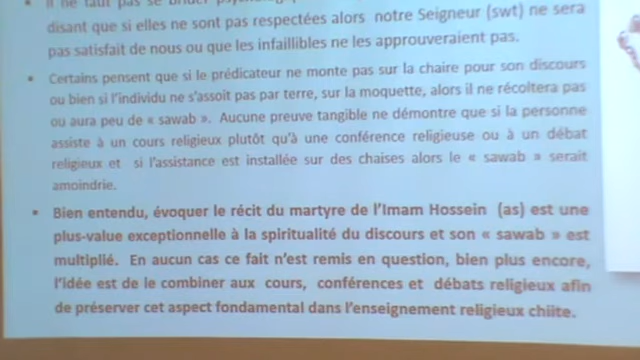 Il ne faut pas se
disant que si elles ne sont pas respectées alors notre Seigneur (swt) ne sera
pas satisfait de nous ou que les infaillibles ne les approuveraient pas.
• Certains pensent que si le prédicateur ne monte pas sur la chaire pour son discours
ou bien si l'individu ne s'assoit pas par terre, sur la moquette, alors il ne récoltera pas
ou aura peu de « sawab ». Aucune preuve tangible ne démontre que si la personne
assiste à un cours religieux plutôt qu'à une conférence religieuse ou à un débat
religieux et si l'assistance est installée sur des chaises alors le « sawab » serait
amoindrie.
• Bien entendu, évoquer le récit du martyre de l'Imam Hossein (as) est une
plus-value exceptionnelle à la spiritualité du discours et son « sawab » est
multiplié. En aucun cas ce fait n'est remis en question, bien plus encore,
l'idée est de le combiner aux cours, conférences et débats religieux afin
de préserver cet aspect fondamental dans l'enseignement religieux chiite.